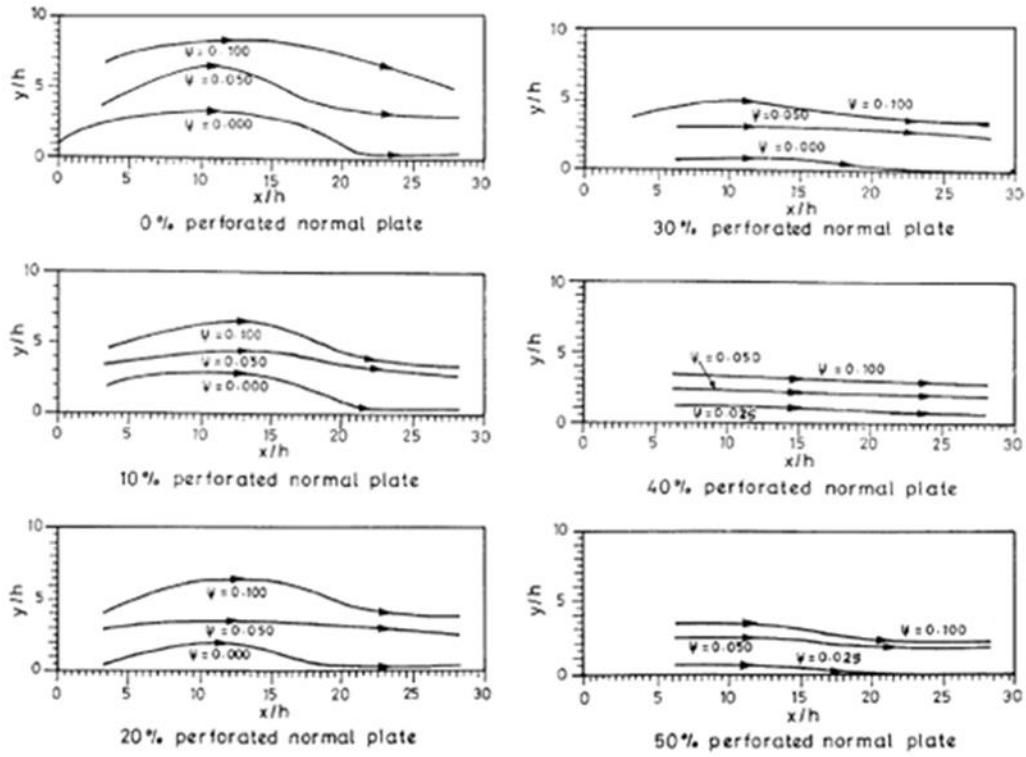 10
y/h
5
0
ψ = 0.100
ψ = 0.050
ψ = 0.000
0 5 10 15 20 25 30
x/h
0% perforated normal plate
10
y/h
5
0
ψ = 0.100
ψ = 0.050
ψ = 0.000
0 5 10 15 20 25 30
x/h
10% perforated normal plate
10
y/h
5
0
ψ = 0.100
ψ = 0.050
ψ = 0.000
0 5 10 15 20 25 30
x/h
20% perforated normal plate
10
y/h
5
0
ψ = 0.100
ψ = 0.050
ψ = 0.000
0 5 10 15 20 25 30
x/h
30% perforated normal plate
10
y/h
5
0
ψ = 0.050
ψ = 0.100
ψ = 0.025
0 5 10 15 20 25 30
x/h
40% perforated normal plate
10
y/h
5
0
ψ = 0.100
ψ = 0.050
ψ = 0.025
0 5 10 15 20 25 30
x/h
50% perforated normal plate